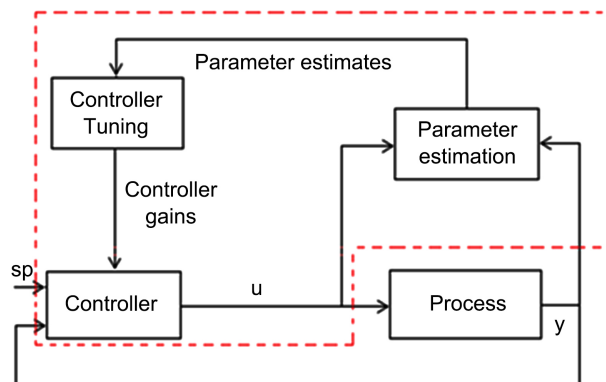 Parameter estimates
Controller
Tuning
Parameter
estimation
Controller
gains
sp
Controller
u
Process
y